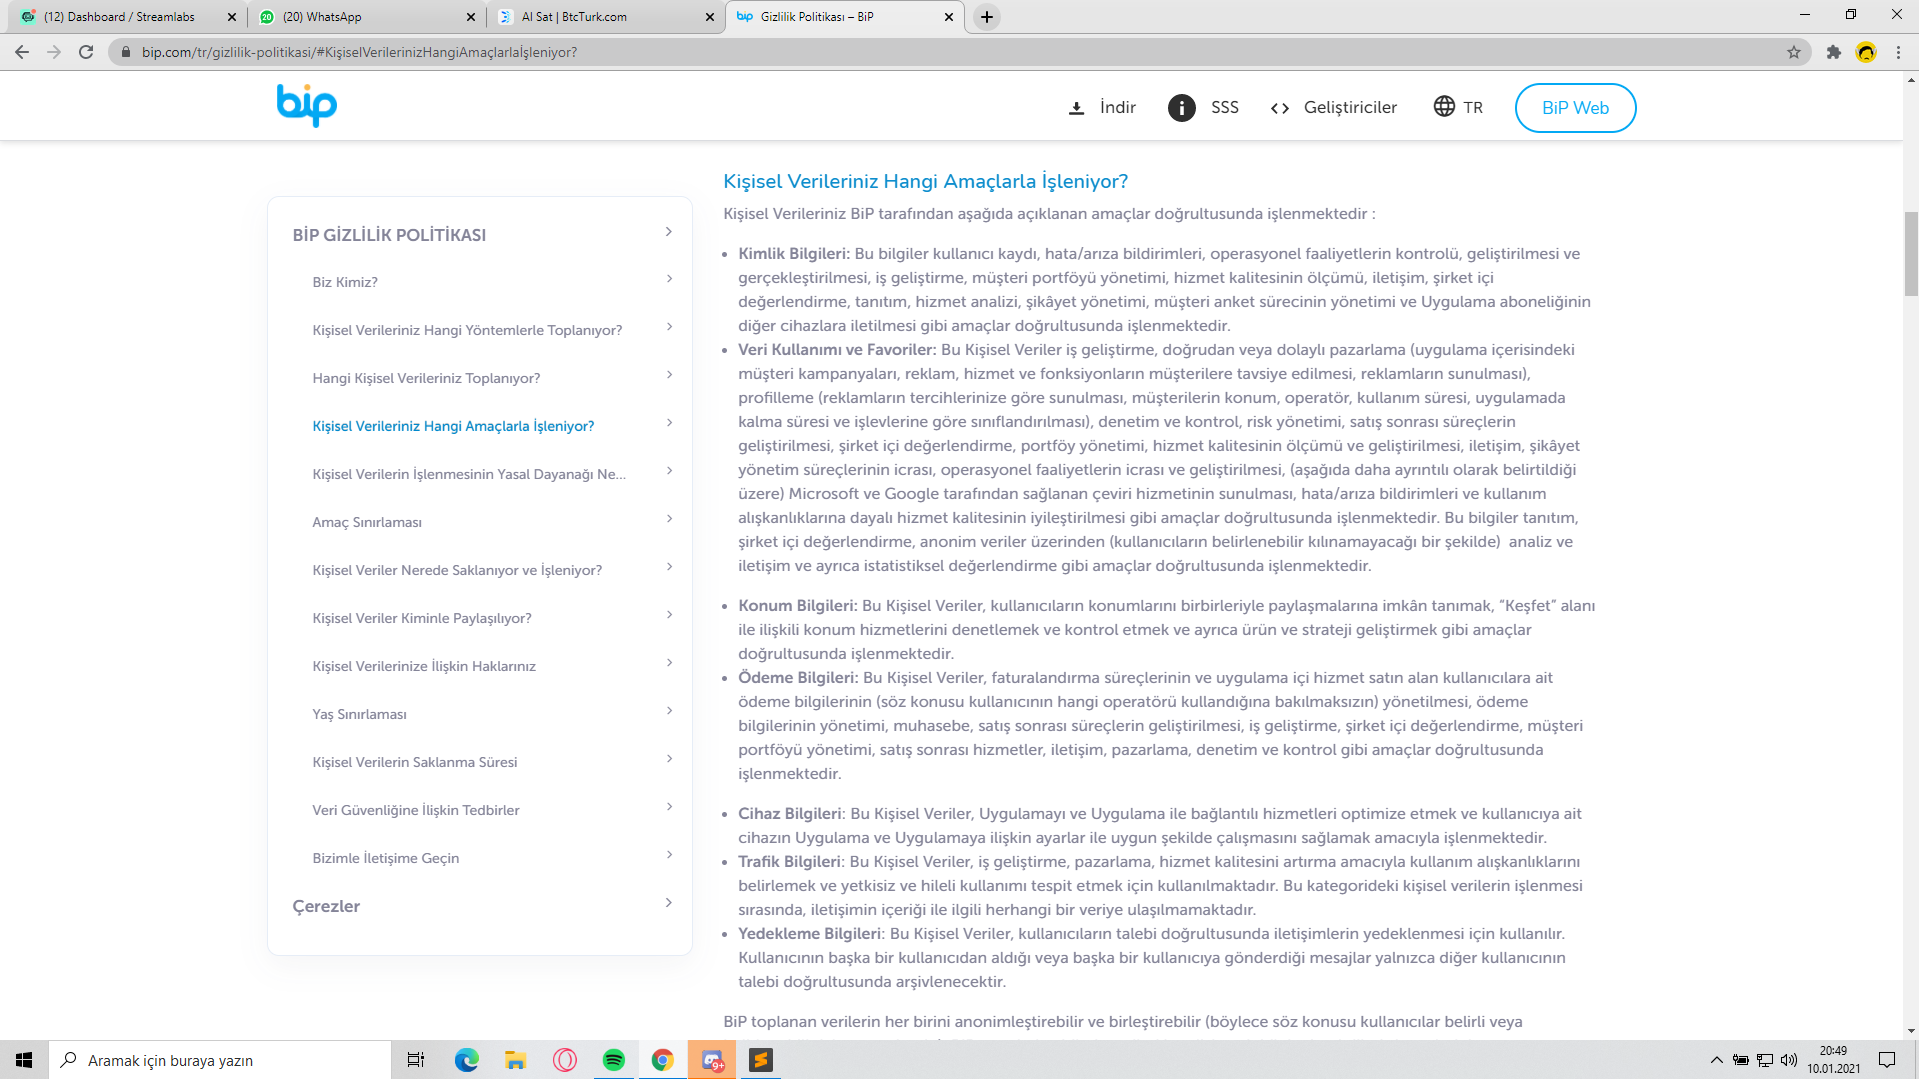 (12) Dashboard / Streamlabs
(20) WhatsApp
Al Sat | BtcTurk.com
Gizlilik Politikası – BiP
bip.com/tr/gizlilik-politikasi/#KişiselVerilerinizHangiAmaçlarlaİşleniyor?
bip
İndir
SSS
Geliştiriciler
TR
BiP Web
BİP GİZLİLİK POLİTİKASI
Biz Kimiz?
Kişisel Verileriniz Hangi Yöntemlerle Toplanıyor?
Hangi Kişisel Verileriniz Toplanıyor?
Kişisel Verileriniz Hangi Amaçlarla İşleniyor?
Kişisel Verilerin İşlenmesinin Yasal Dayanağı Ne...
Amaç Sınırlaması
Kişisel Veriler Nerede Saklanıyor ve İşleniyor?
Kişisel Veriler Kiminle Paylaşılıyor?
Kişisel Verilerinize İlişkin Haklarınız
Yaş Sınırlaması
Kişisel Verilerin Saklanma Süresi
Veri Güvenliğine İlişkin Tedbirler
Bizimle İletişime Geçin
Çerezler
Kişisel Verileriniz Hangi Amaçlarla İşleniyor?
Kişisel Verileriniz BiP tarafından aşağıda açıklanan amaçlar doğrultusunda işlenmektedir :
• Kimlik Bilgileri: Bu bilgiler kullanıcı kaydı, hata/arıza bildirimleri, operasyonel faaliyetlerin kontrolü, geliştirilmesi ve
gerçekleştirilmesi, iş geliştirme, müşteri portföyü yönetimi, hizmet kalitesinin ölçümü, iletişim, şirket içi
değerlendirme, tanıtım, hizmet analizi, şikâyet yönetimi, müşteri anket sürecinin yönetimi ve Uygulama aboneliğinin
diğer cihazlara iletilmesi gibi amaçlar doğrultusunda işlenmektedir.
• Veri Kullanımı ve Favoriler: Bu Kişisel Veriler iş geliştirme, doğrudan veya dolaylı pazarlama (uygulama içerisindeki
müşteri kampanyaları, reklam, hizmet ve fonksiyonların müşterilere tavsiye edilmesi, reklamların sunulması),
profilleme (reklamların tercihlerinize göre sunulması, müşterilerin konum, operatör, kullanım süresi, uygulamada
kalma süresi ve işlevlerine göre sınıflandırılması), denetim ve kontrol, risk yönetimi, satış sonrası süreçlerin
geliştirilmesi, şirket içi değerlendirme, portföy yönetimi, hizmet kalitesinin ölçümü ve geliştirilmesi, iletişim, şikâyet
yönetim süreçlerinin icrası, operasyonel faaliyetlerin icrası ve geliştirilmesi, (aşağıda daha ayrıntılı olarak belirtildiği
üzere) Microsoft ve Google tarafından sağlanan çeviri hizmetinin sunulması, hata/arıza bildirimleri ve kullanım
alışkanlıklarına dayalı hizmet kalitesinin iyileştirilmesi gibi amaçlar doğrultusunda işlenmektedir. Bu bilgiler tanıtım,
şirket içi değerlendirme, anonim veriler üzerinden (kullanıcıların belirlenebilir kılınamayacağı bir şekilde) analiz ve
iletişim ve ayrıca istatistiksel değerlendirme gibi amaçlar doğrultusunda işlenmektedir.
• Konum Bilgileri: Bu Kişisel Veriler, kullanıcıların konumlarını birbirleriyle paylaşmalarına imkân tanımak, “Keşfet” alanı
ile ilişkili konum hizmetlerini denetlemek ve kontrol etmek ve ayrıca ürün ve strateji geliştirmek gibi amaçlar
doğrultusunda işlenmektedir.
• Ödeme Bilgileri: Bu Kişisel Veriler, faturalandırma süreçlerinin ve uygulama içi hizmet satın alan kullanıcılara ait
ödeme bilgilerinin (söz konusu kullanıcının hangi operatörü kullandığına bakılmaksızın) yönetilmesi, ödeme
bilgilerinin yönetimi, muhasebe, satış sonrası süreçlerin geliştirilmesi, iş geliştirme, şirket içi değerlendirme, müşteri
portföyü yönetimi, satış sonrası hizmetler, iletişim, pazarlama, denetim ve kontrol gibi amaçlar doğrultusunda
işlenmektedir.
• Cihaz Bilgileri: Bu Kişisel Veriler, Uygulamayı ve Uygulama ile bağlantılı hizmetleri optimize etmek ve kullanıcıya ait
cihazın Uygulama ve Uygulamaya ilişkin ayarlar ile uygun şekilde çalışmasını sağlamak amacıyla işlenmektedir.
• Trafik Bilgileri: Bu Kişisel Veriler, iş geliştirme, pazarlama, hizmet kalitesini artırma amacıyla kullanım alışkanlıklarını
belirlemek ve yetkisiz ve hileli kullanımı tespit etmek için kullanılmaktadır. Bu kategorideki kişisel verilerin işlenmesi
sırasında, iletişimin içeriği ile ilgili herhangi bir veriye ulaşılmamaktadır.
• Yedekleme Bilgileri: Bu Kişisel Veriler, kullanıcıların talebi doğrultusunda iletişimlerin yedeklenmesi için kullanılır.
Kullanıcının başka bir kullanıcıdan aldığı veya başka bir kullanıcıya gönderdiği mesajlar yalnızca diğer kullanıcının
talebi doğrultusunda arşivlenecektir.
BiP toplanan verilerin her birini anonimleştirebilir ve birleştirebilir (böylece söz konusu kullanıcılar belirli veya
Aramak için buraya yazın
9+
20:49
10.01.2021